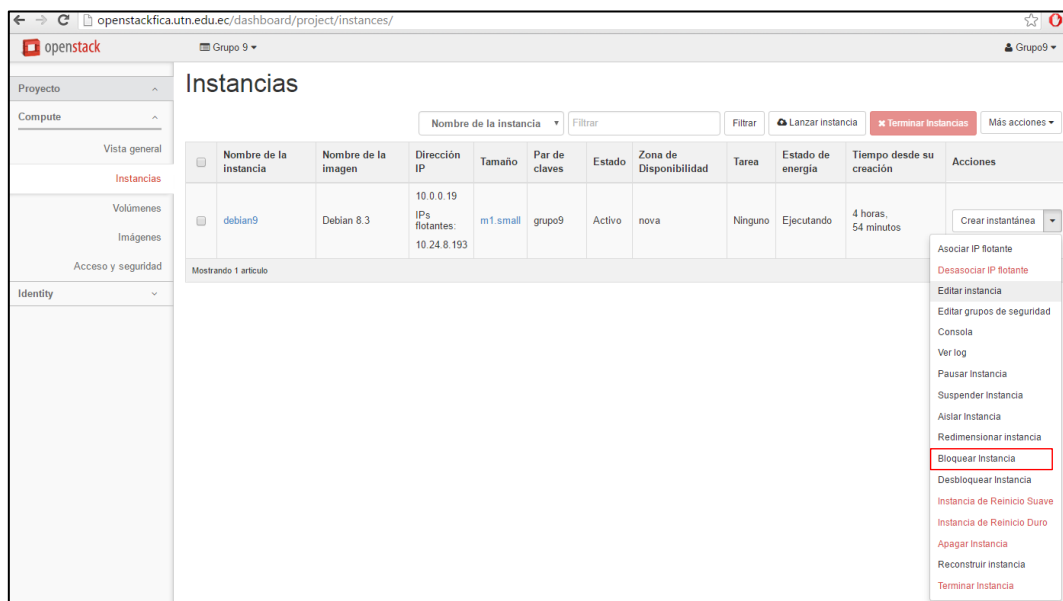 openstackfica.utn.edu.ec/dashboard/project/instances/
openstack
Grupo 9
Grupo9
Proyecto
Compute
Vista general
Instancias
Volúmenes
Imágenes
Acceso y seguridad
Identity
Instancias
Nombre de la instancia
Filtrar
Filtrar
Lanzar instancia
Terminar Instancias
Más acciones
Nombre de la
instancia
Nombre de la
imagen
Dirección
IP
Tamaño
Par de
claves
Estado
Zona de
Disponibilidad
Tarea
Estado de
energía
Tiempo desde su
creación
Acciones
debian9
Debian 8.3
10.0.0.19
IPs
flotantes:
10.24.8.193
m1.small
grupo9
Activo
nova
Ninguno
Ejecutando
4 horas,
54 minutos
Crear instantánea
Mostrando 1 artículo
Asociar IP flotante
Desasociar IP flotante
Editar instancia
Editar grupos de seguridad
Consola
Ver log
Pausar Instancia
Suspender Instancia
Aislar Instancia
Redimensionar instancia
Bloquear Instancia
Desbloquear Instancia
Instancia de Reinicio Suave
Instancia de Reinicio Duro
Apagar Instancia
Reconstruir instancia
Terminar Instancia